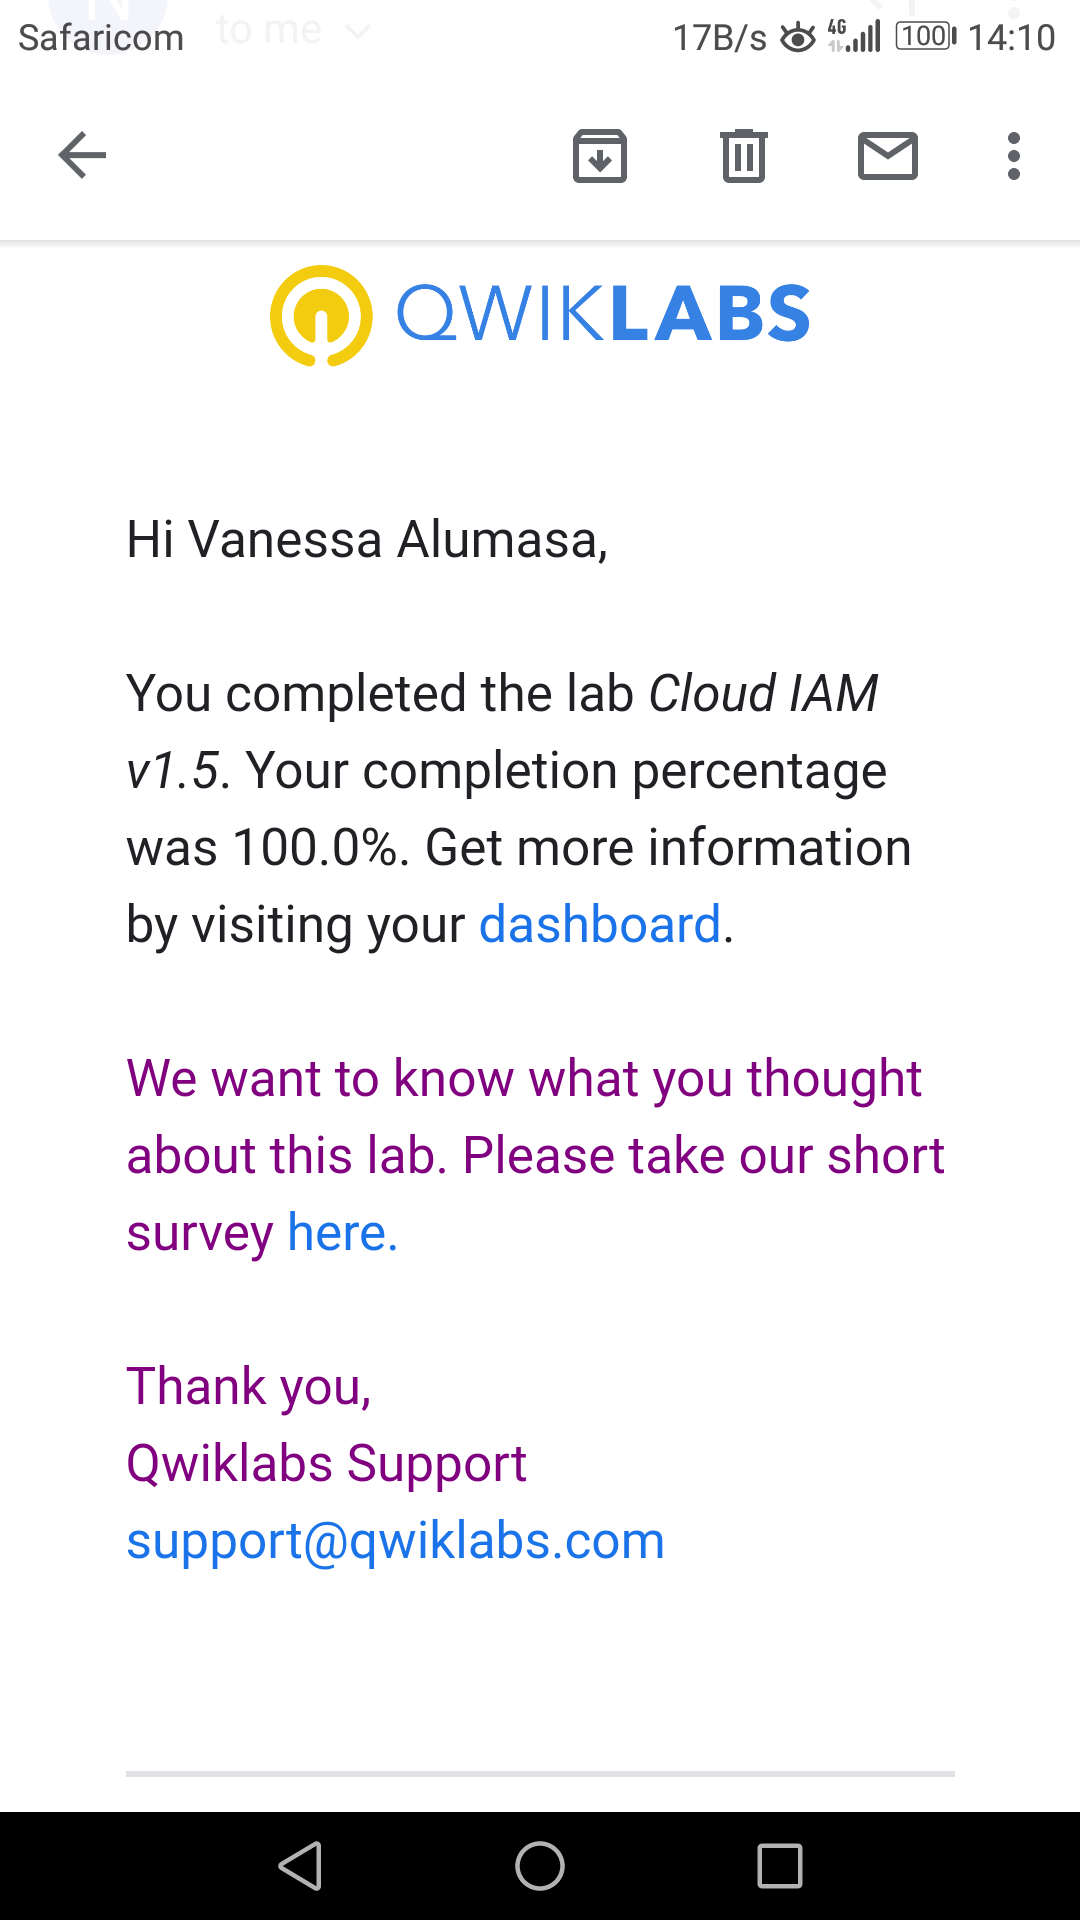 Safaricom to me 17B/s 4G 100 14:10
QWIKLABS
Hi Vanessa Alumasa,
You completed the lab Cloud IAM
v1.5. Your completion percentage
was 100.0%. Get more information
by visiting your dashboard.
We want to know what you thought
about this lab. Please take our short
survey here.
Thank you,
Qwiklabs Support
support@qwiklabs.com